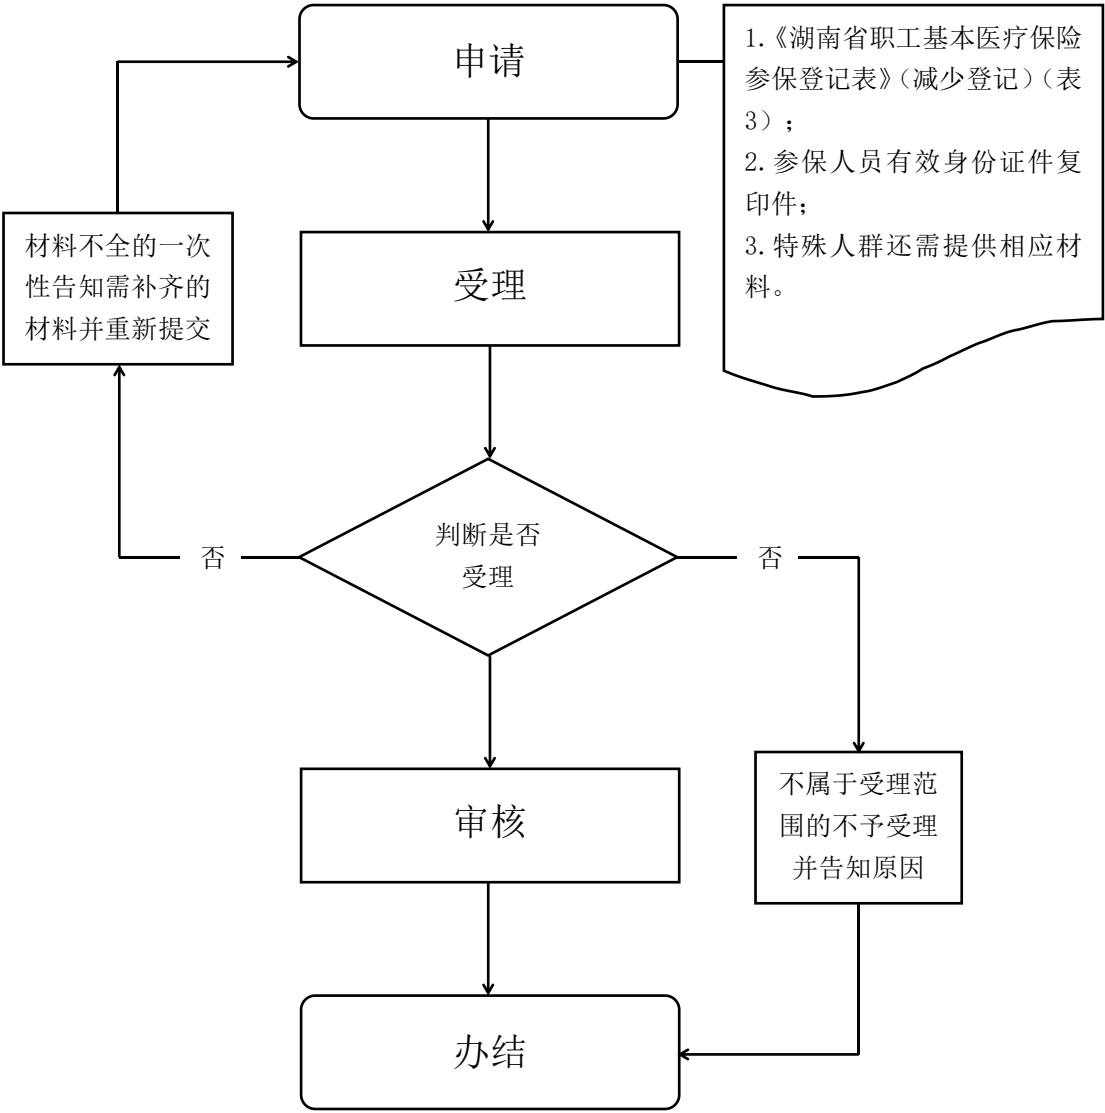 申请
1.《湖南省职工基本医疗保险
参保登记表》（减少登记）（表
3）；
2.参保人员有效身份证件复
印件；
3.特殊人群还需提供相应材
料。
材料不全的一次
性告知需补齐的
材料并重新提交
受理
判断是否
受理
否
否
审核
不属于受理范
围的不予受理
并告知原因
办结